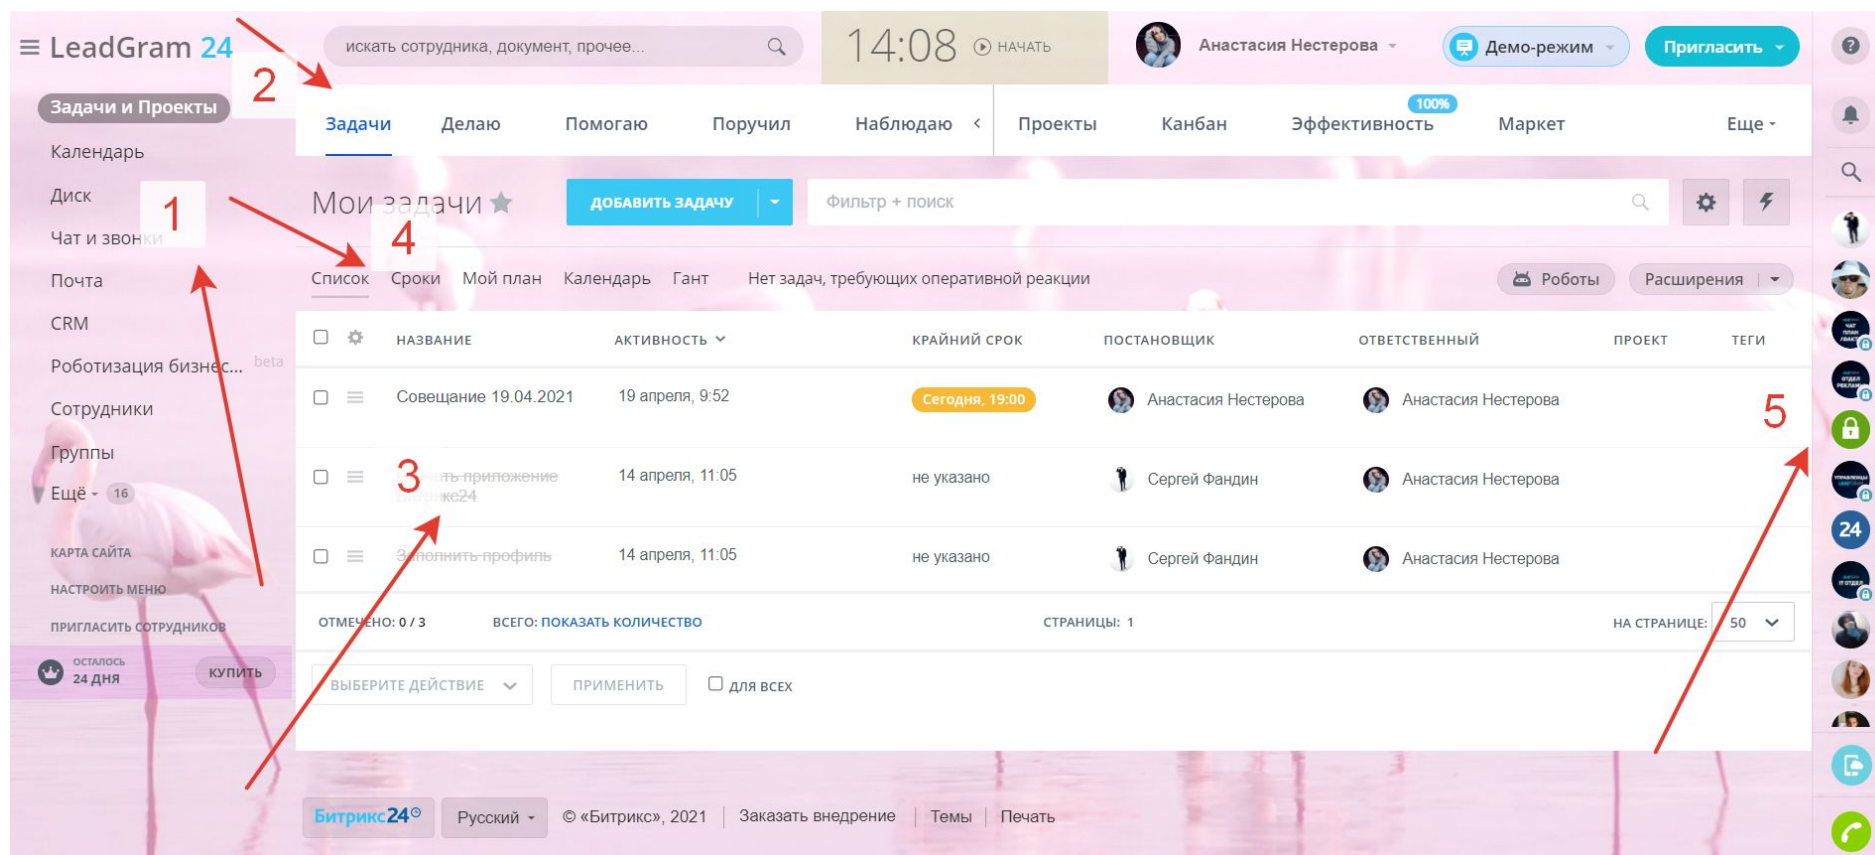 LeadGram 24
искать сотрудника, документ, прочее...
14:08 НАЧАТЬ
Анастасия Нестерова
Демо-режим
Пригласить
2
Задачи и Проекты
Календарь
Диск
Чат и звонки
Почта
CRM
Роботизация бизнес... beta
Сотрудники
Группы
Ещё 16
КАРТА САЙТА
НАСТРОИТЬ МЕНЮ
ПРИГЛАСИТЬ СОТРУДНИКОВ
ОСТАЛОСЬ
24 ДНЯ
КУПИТЬ
1
Задачи Делаю Помогаю Поручил Наблюдаю Проекты Канбан Эффективность 100% Маркет Еще
Мои задачи
ДОБАВИТЬ ЗАДАЧУ
Фильтр + поиск
4
Список Сроки Мой план Календарь Гант Нет задач, требующих оперативной реакции
Роботы Расширения
НАЗВАНИЕ АКТИВНОСТЬ КРАЙНИЙ СРОК ПОСТАНОВЩИК ОТВЕТСТВЕННЫЙ ПРОЕКТ ТЕГИ
Совещание 19.04.2021 19 апреля, 9:52 Сегодня, 19:00 Анастасия Нестерова Анастасия Нестерова
5
3
приложение 14 апреля, 11:05 не указано Сергей Фандин Анастасия Нестерова
Заполнить профиль 14 апреля, 11:05 не указано Сергей Фандин Анастасия Нестерова
ОТМЕЧЕНО: 0 / 3 ВСЕГО: ПОКАЗАТЬ КОЛИЧЕСТВО СТРАНИЦЫ: 1 НА СТРАНИЦЕ: 50
ВЫБЕРИТЕ ДЕЙСТВИЕ ПРИМЕНИТЬ ДЛЯ ВСЕХ
Битрикс24 Русский © «Битрикс», 2021 Заказать внедрение Темы Печать
24